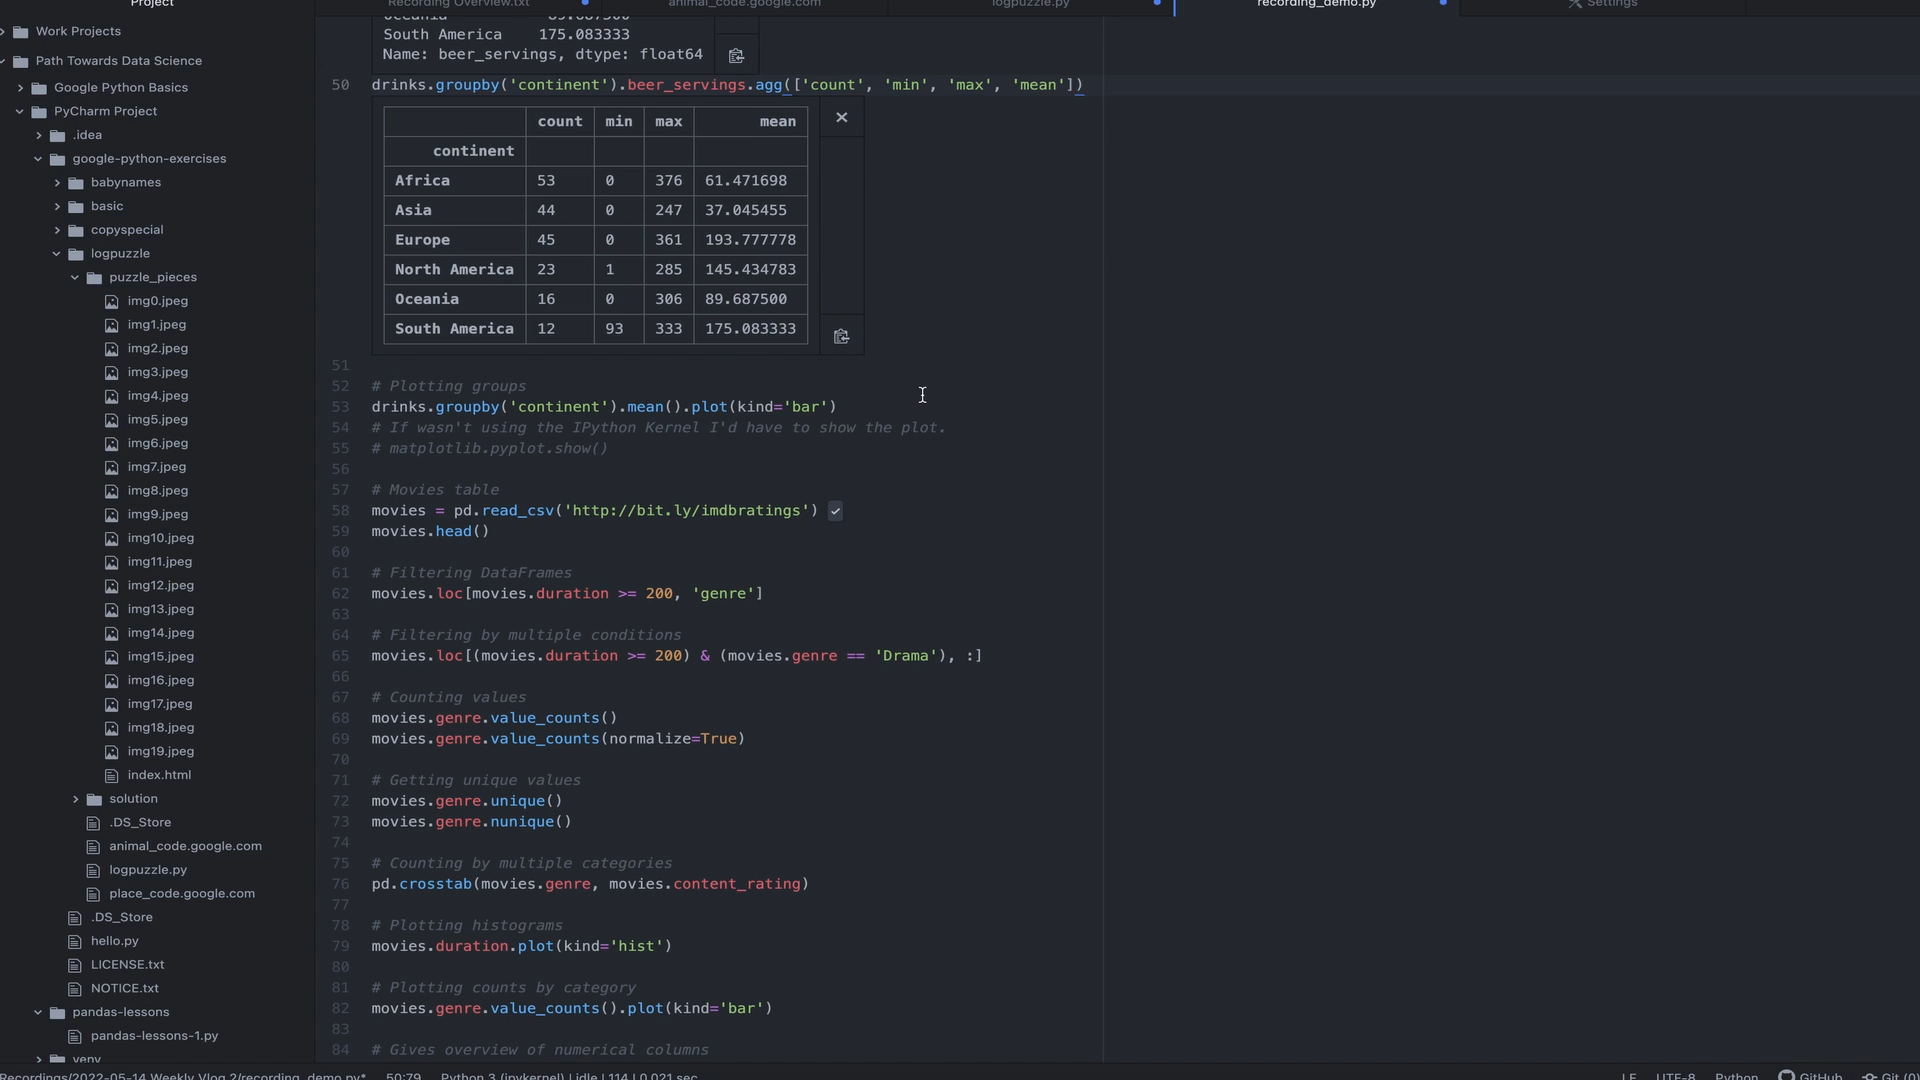 Project
Recording Overview.txt
animal_code.google.com
logpuzzle.py
recording_demo.py
Settings
Work Projects
Path Towards Data Science
Google Python Basics
PyCharm Project
.idea
google-python-exercises
babynames
basic
copyspecial
logpuzzle
puzzle_pieces
img0.jpeg
img1.jpeg
img2.jpeg
img3.jpeg
img4.jpeg
img5.jpeg
img6.jpeg
img7.jpeg
img8.jpeg
img9.jpeg
img10.jpeg
img11.jpeg
img12.jpeg
img13.jpeg
img14.jpeg
img15.jpeg
img16.jpeg
img17.jpeg
img18.jpeg
img19.jpeg
index.html
solution
.DS_Store
animal_code.google.com
logpuzzle.py
place_code.google.com
.DS_Store
hello.py
LICENSE.txt
NOTICE.txt
pandas-lessons
pandas-lessons-1.py
venv
Oceania 89.687500
South America 175.083333
Name: beer_servings, dtype: float64
50 drinks.groupby('continent').beer_servings.agg(['count', 'min', 'max', 'mean'])
count min max mean
continent
Africa 53 0 376 61.471698
Asia 44 0 247 37.045455
Europe 45 0 361 193.777778
North America 23 1 285 145.434783
Oceania 16 0 306 89.687500
South America 12 93 333 175.083333
51
52 # Plotting groups
53 drinks.groupby('continent').mean().plot(kind='bar')
54 # If wasn't using the IPython Kernel I'd have to show the plot.
55 # matplotlib.pyplot.show()
56
57 # Movies table
58 movies = pd.read_csv('http://bit.ly/imdbratings')
59 movies.head()
60
61 # Filtering DataFrames
62 movies.loc[movies.duration >= 200, 'genre']
63
64 # Filtering by multiple conditions
65 movies.loc[(movies.duration >= 200) & (movies.genre == 'Drama'), :]
66
67 # Counting values
68 movies.genre.value_counts()
69 movies.genre.value_counts(normalize=True)
70
71 # Getting unique values
72 movies.genre.unique()
73 movies.genre.nunique()
74
75 # Counting by multiple categories
76 pd.crosstab(movies.genre, movies.content_rating)
77
78 # Plotting histograms
79 movies.duration.plot(kind='hist')
80
81 # Plotting counts by category
82 movies.genre.value_counts().plot(kind='bar')
83
84 # Gives overview of numerical columns
Recordings/2022-05-14 Weekly Vlog 2/recording_demo.py* 50:79 Python 3 (ipykernel) | idle | 114 | 0.021 sec LF UTF-8 Python GitHub Git (0)